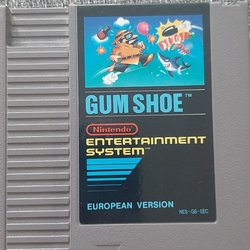 GUM SHOE™
Nintendo
ENTERTAINMENT
SYSTEM™
EUROPEAN VERSION
NES-GS-EEC